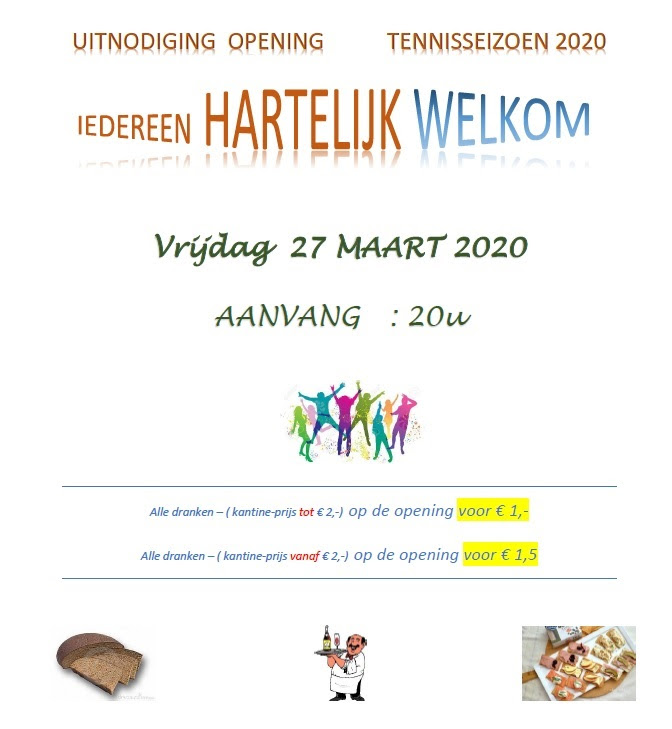 UITNODIGING OPENING TENNISSEIZOEN 2020
IEDEREEN HARTELIJK WELKOM
Vrijdag 27 MAART 2020
AANVANG : 20u
Alle dranken – ( kantine-prijs tot € 2,-) op de opening voor € 1,-
Alle dranken – ( kantine-prijs vanaf € 2,-) op de opening voor € 1,5